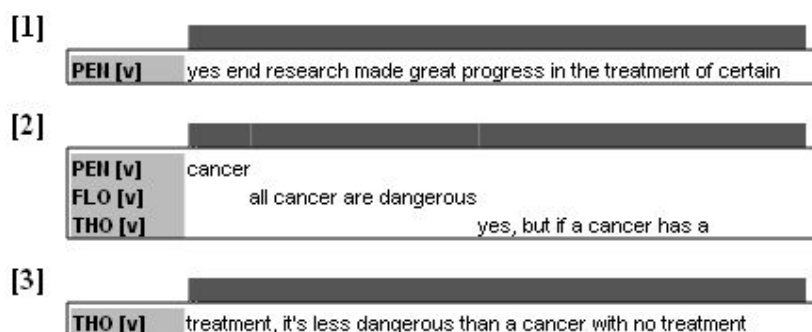 [1]
PEN [v] yes end research made great progress in the treatment of certain
[2]
PEN [v] cancer
FLO [v] all cancer are dangerous
THO [v] yes, but if a cancer has a
[3]
THO [v] treatment, it's less dangerous than a cancer with no treatment